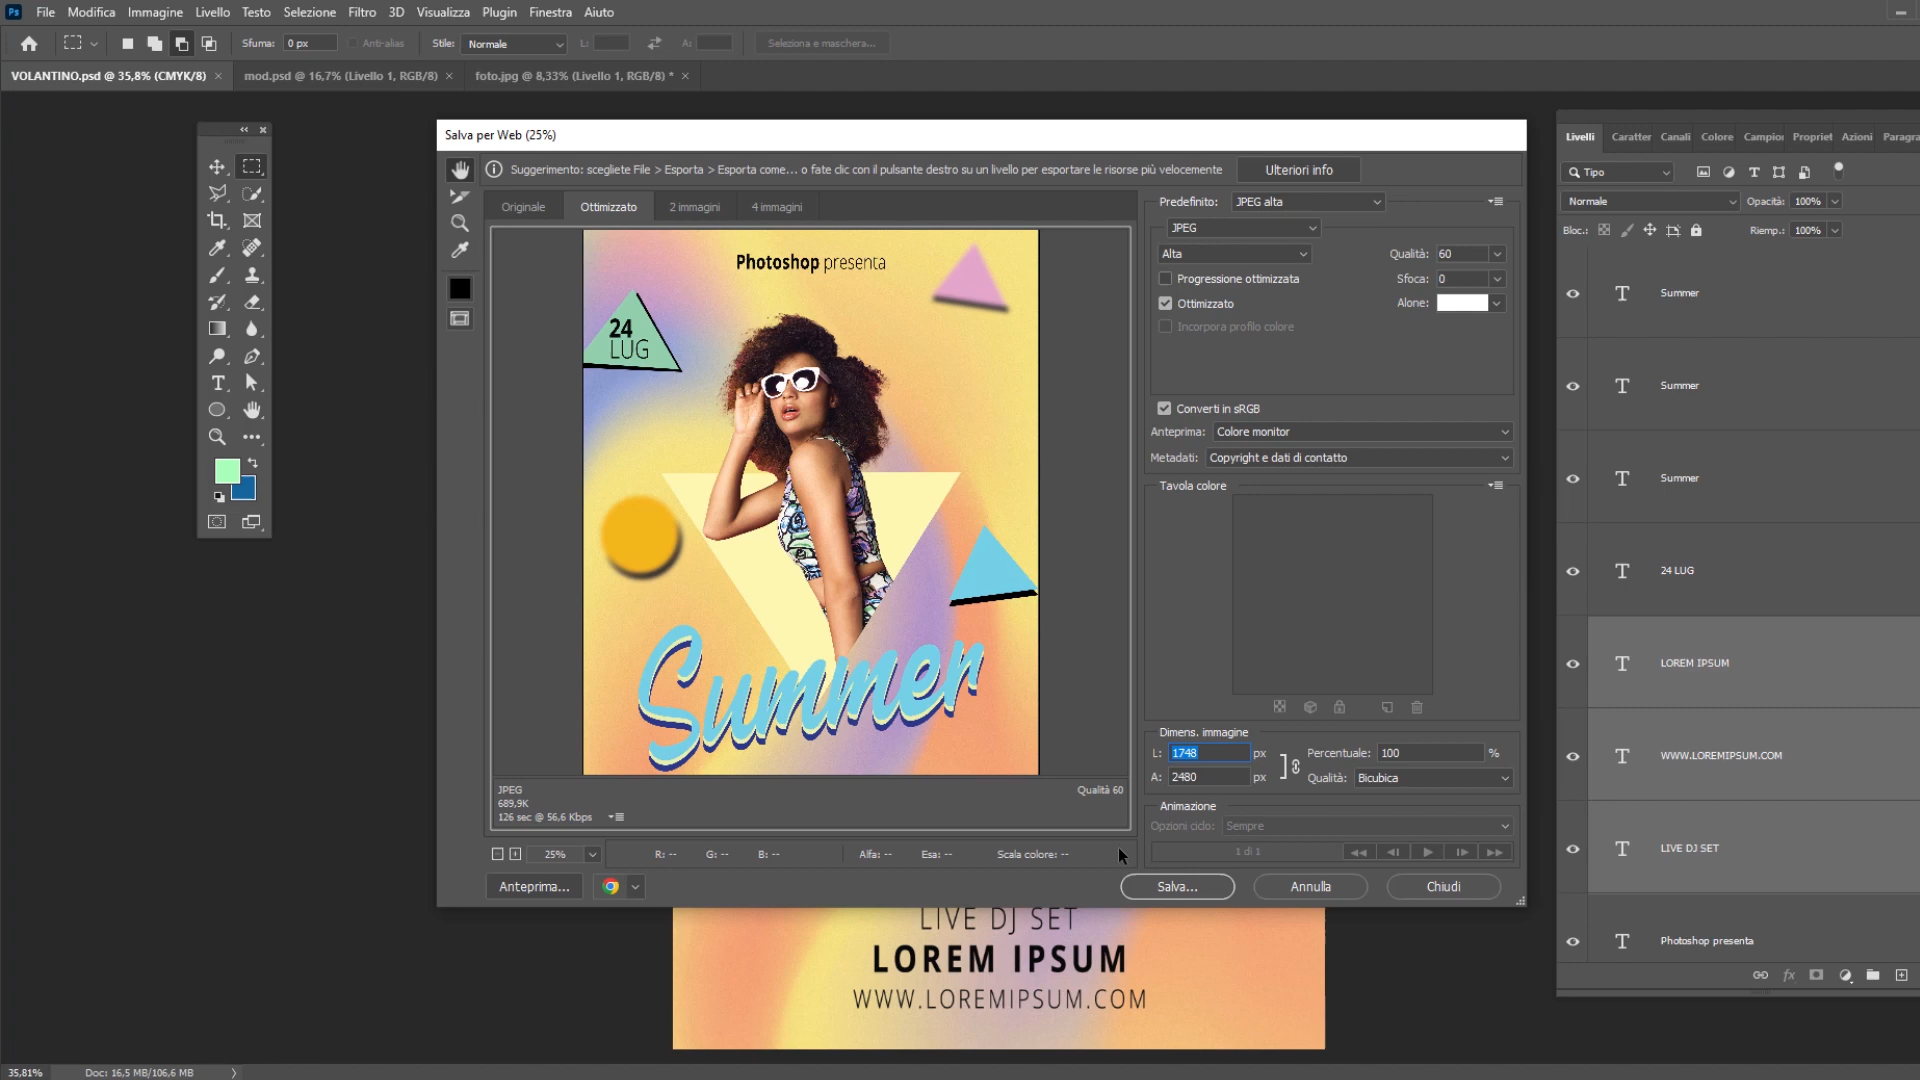 Ps File Modifica Immagine Livello Testo Selezione Filtro 3D Visualizza Plugin Finestra Aiuto
Sfuma: 0 px Anti-alias Stile: Normale L: A: Seleziona e maschera...
VOLANTINO.psd @ 35,8% (CMYK/8) × mod.psd @ 16,7% (Livello 1, RGB/8) × foto.jpg @ 8,33% (Livello 1, RGB/8) * ×
Salva per Web (25%)
Suggerimento: scegliete File > Esporta > Esporta come... o fate clic con il pulsante destro su un livello per esportare le risorse più velocemente
Ulteriori info
Originale Ottimizzato 2 immagini 4 immagini
Photoshop presenta
24
LUG
Summer
JPEG
689,9K
126 sec @ 56,6 Kbps
Qualità 60
25% R: -- G: -- B: -- Alfa: -- Esa: -- Scala colore: --
Anteprima...
Salva... Annulla Chiudi
Predefinito: JPEG alta
JPEG
Alta Qualità: 60
Progressione ottimizzata Sfoca: 0
Ottimizzato Alone:
Incorpora profilo colore
Converti in sRGB
Anteprima: Colore monitor
Metadati: Copyright e dati di contatto
Tavola colore
Dimens. immagine
L: 1748 px Percentuale: 100 %
A: 2480 px Qualità: Bicubica
Animazione
Opzioni ciclo: Sempre
1 di 1
LIVE DJ SET
LOREM IPSUM
WWW.LOREMIPSUM.COM
Livelli Caratter Canali Colore Campion Propriet Azioni Paragra
Tipo
Normale Opacità: 100%
Bloc.: Riemp.: 100%
Summer
Summer
Summer
24 LUG
LOREM IPSUM
WWW.LOREMIPSUM.COM
LIVE DJ SET
Photoshop presenta
fx
35,81% Doc: 16,5 MB/106,6 MB